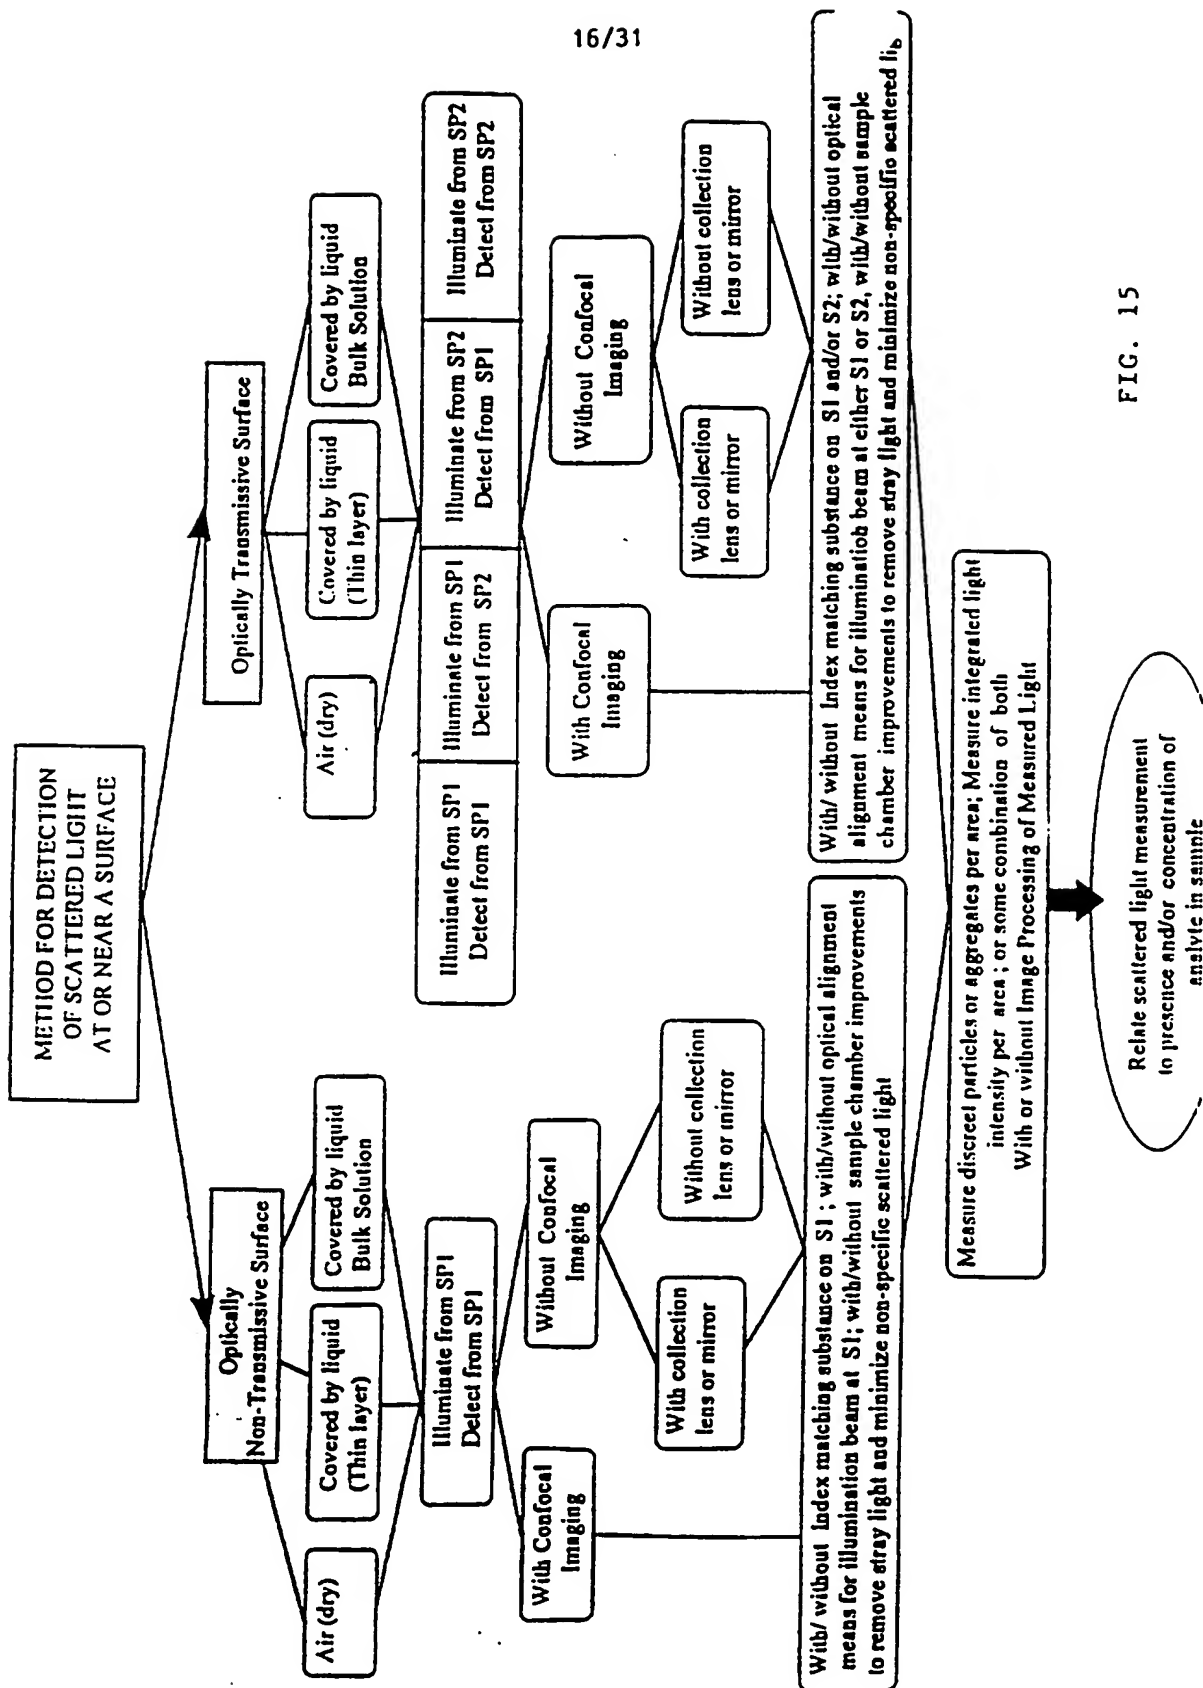 16/31
METHOD FOR DETECTION
OF SCATTERED LIGHT
AT OR NEAR A SURFACE
Optically
Non-Transmissive Surface
Air (dry)
Covered by liquid
(Thin layer)
Covered by liquid
Bulk Solution
Illuminate from SP1
Detect from SP1
With Confocal
Imaging
Without Confocal
Imaging
With collection
lens or mirror
Without collection
lens or mirror
With/ without Index matching substance on S1 ; with/without optical alignment
means for illumination beam at S1; with/without sample chamber improvements
to remove stray light and minimize non-specific scattered light
Optically Transmissive Surface
Air (dry)
Covered by liquid
(Thin layer)
Covered by liquid
Bulk Solution
Illuminate from SP1
Detect from SP1
Illuminate from SP1
Detect from SP2
Illuminate from SP2
Detect from SP1
Illuminate from SP2
Detect from SP2
With Confocal
Imaging
Without Confocal
Imaging
With collection
lens or mirror
Without collection
lens or mirror
With/ without Index matching substance on S1 and/or S2; with/without optical
alignment means for illumination beam at either S1 or S2, with/without sample
chamber improvements to remove stray light and minimize non-specific scattered
Measure discreet particles or aggregates per area; Measure integrated light
intensity per area ; or some combination of both
With or without Image Processing of Measured Light
Relate scattered light measurement
to presence and/or concentration of
analyte in sample
FIG. 15